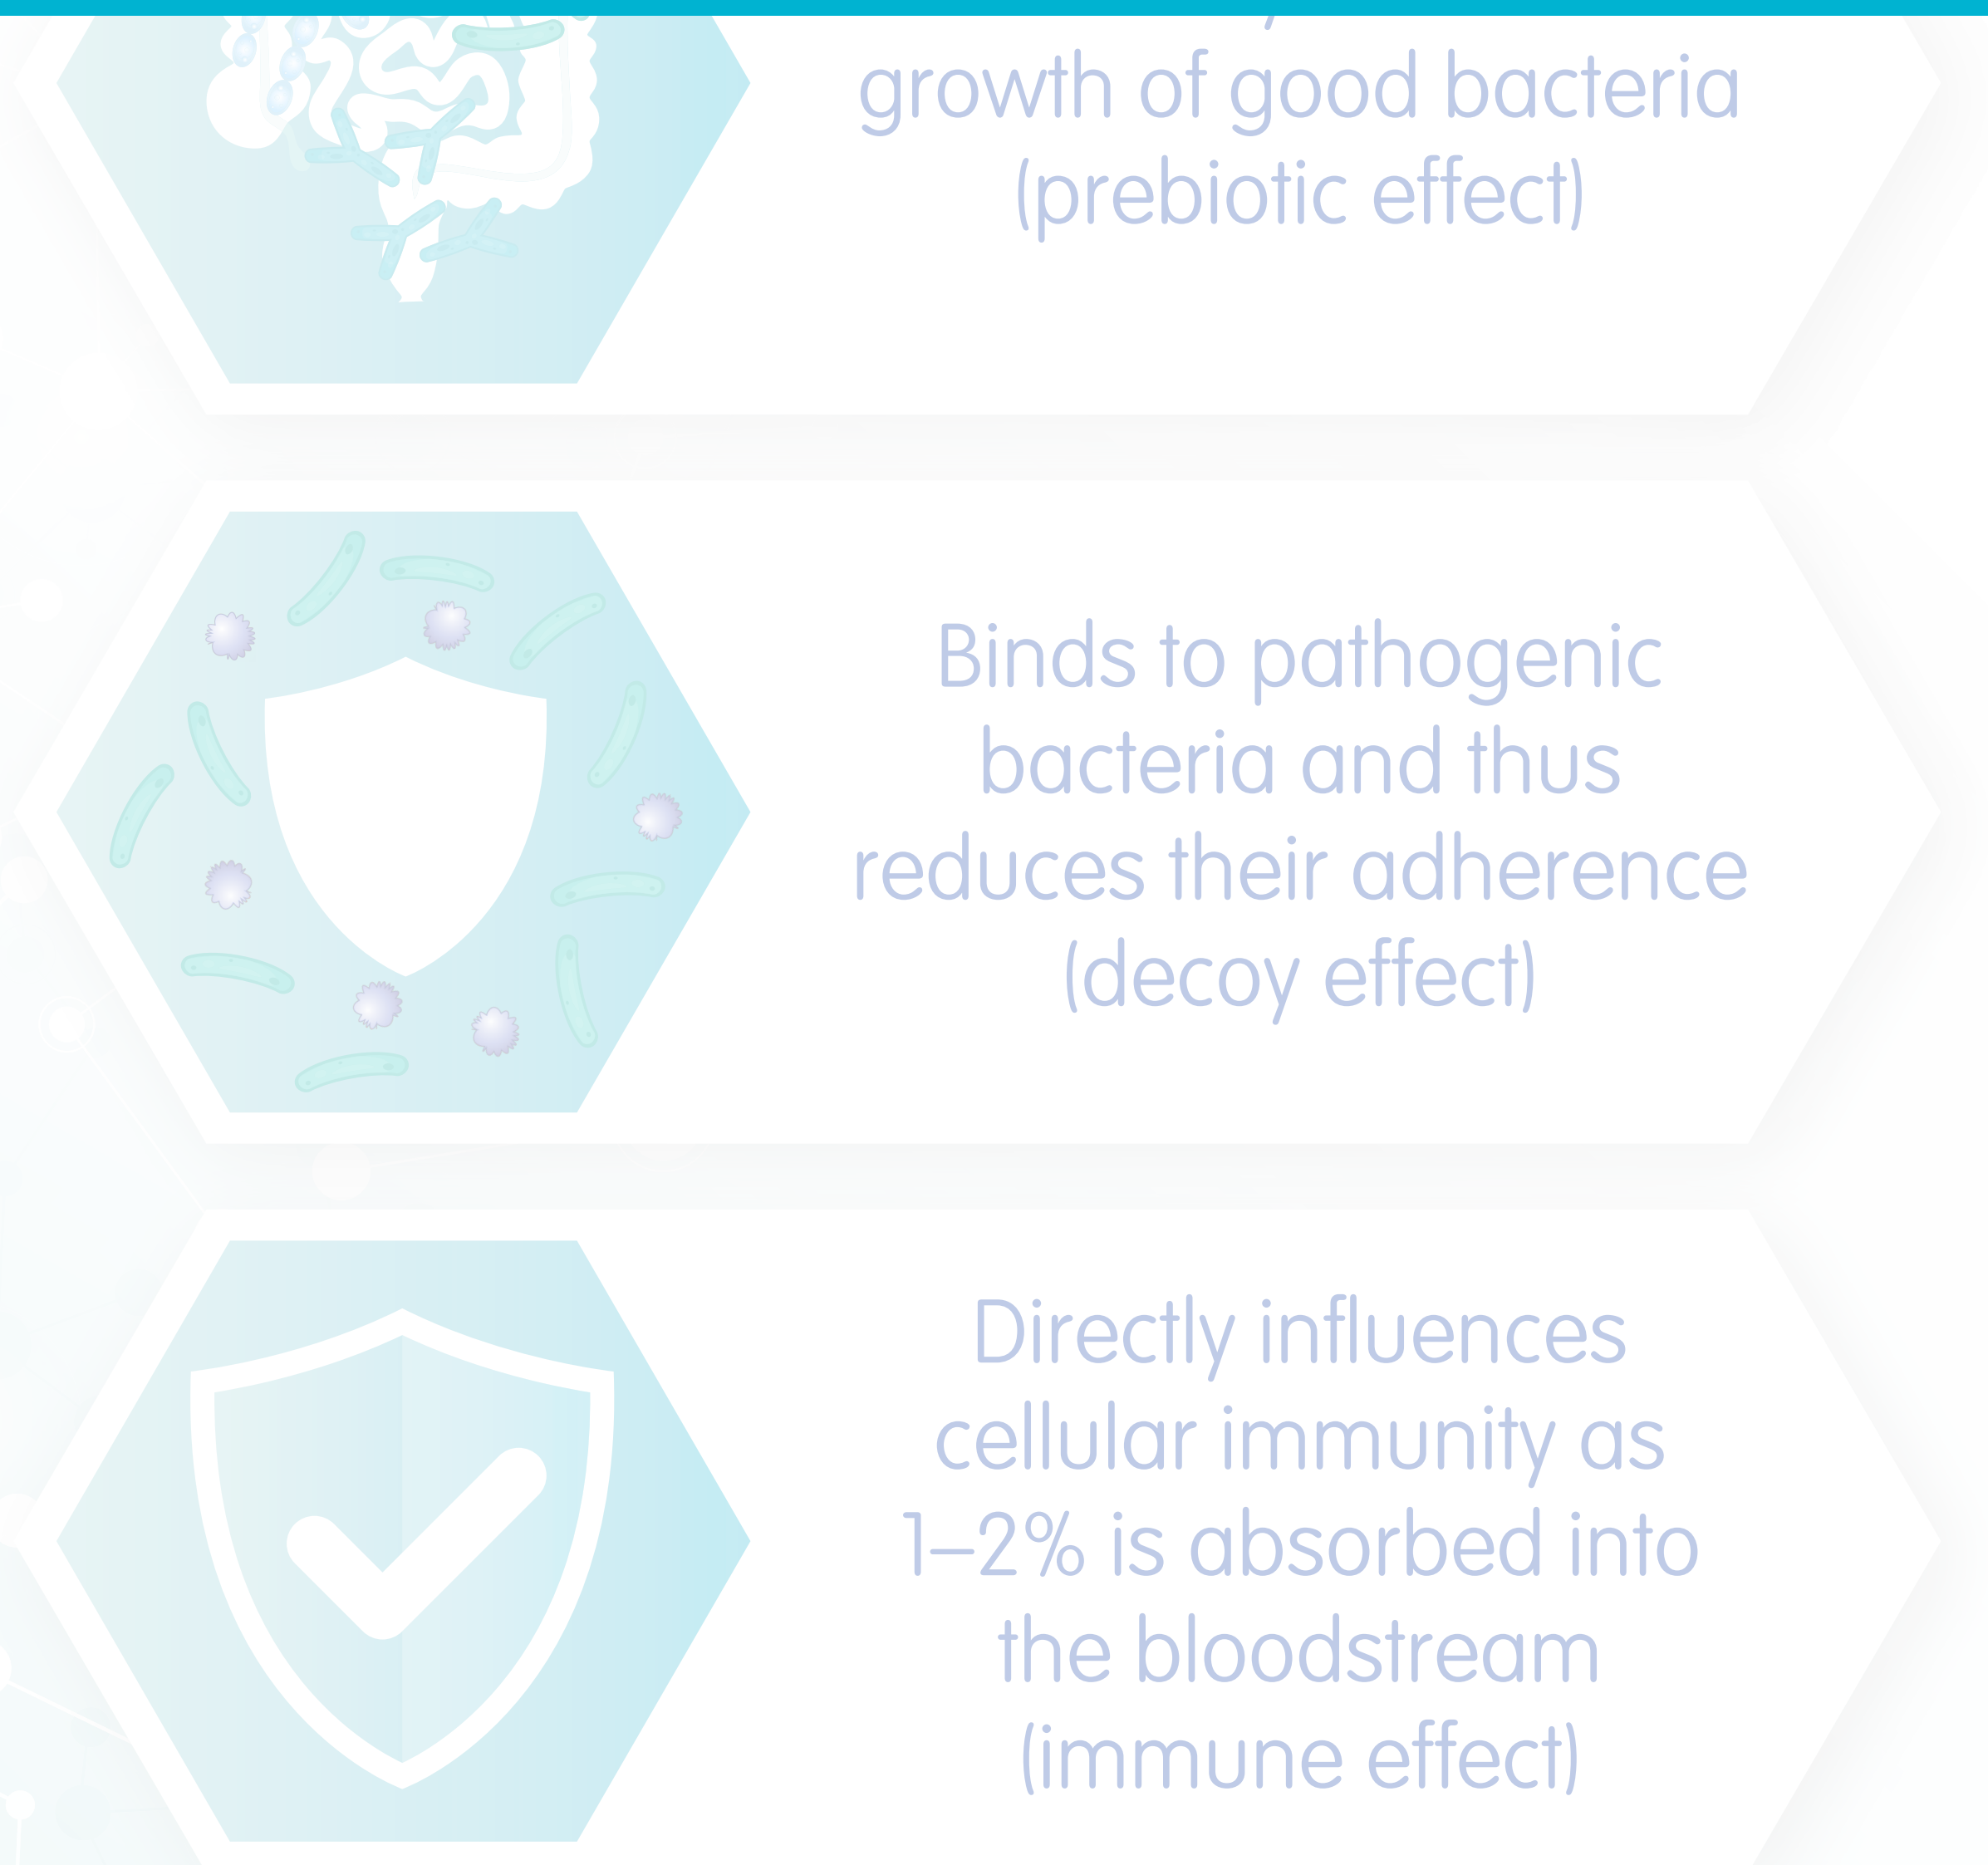 growth of good bacteria
(prebiotic effect)
Binds to pathogenic
bacteria and thus
reduces their adherence
(decoy effect)
Directly influences
cellular immunity as
1–2% is absorbed into
the bloodstream
(immune effect)